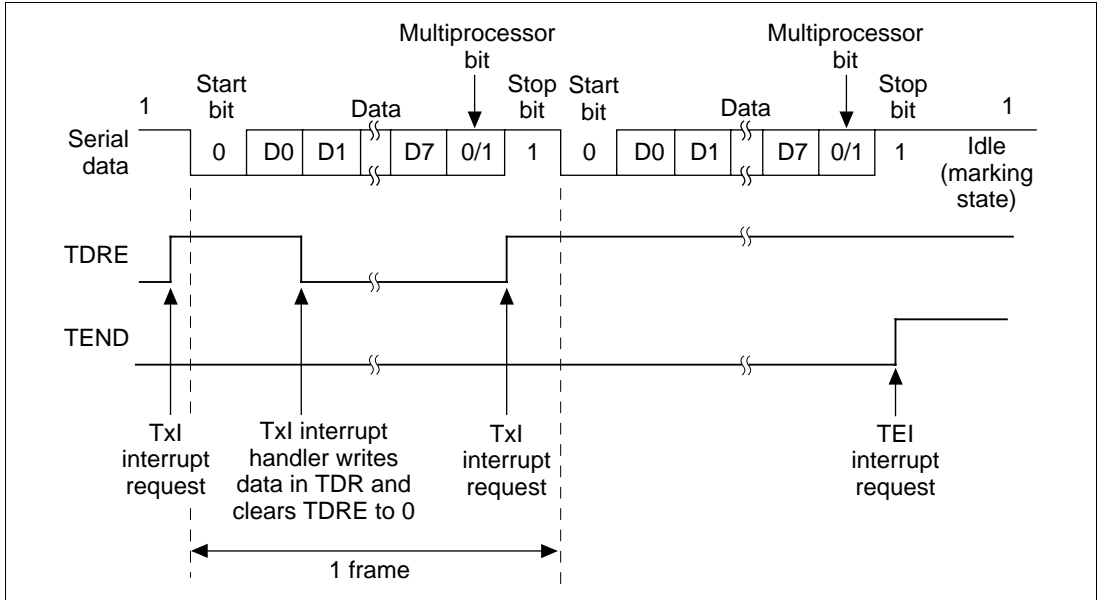 Multiprocessor bit
Multiprocessor bit
1
Start bit
Data
Stop bit
Start bit
Data
Stop bit
1
Serial data
0
D0
D1
D7
0/1
1
0
D0
D1
D7
0/1
1
Idle (marking state)
TDRE
TEND
TxI interrupt request
TxI interrupt handler writes data in TDR and clears TDRE to 0
TxI interrupt request
TEI interrupt request
1 frame